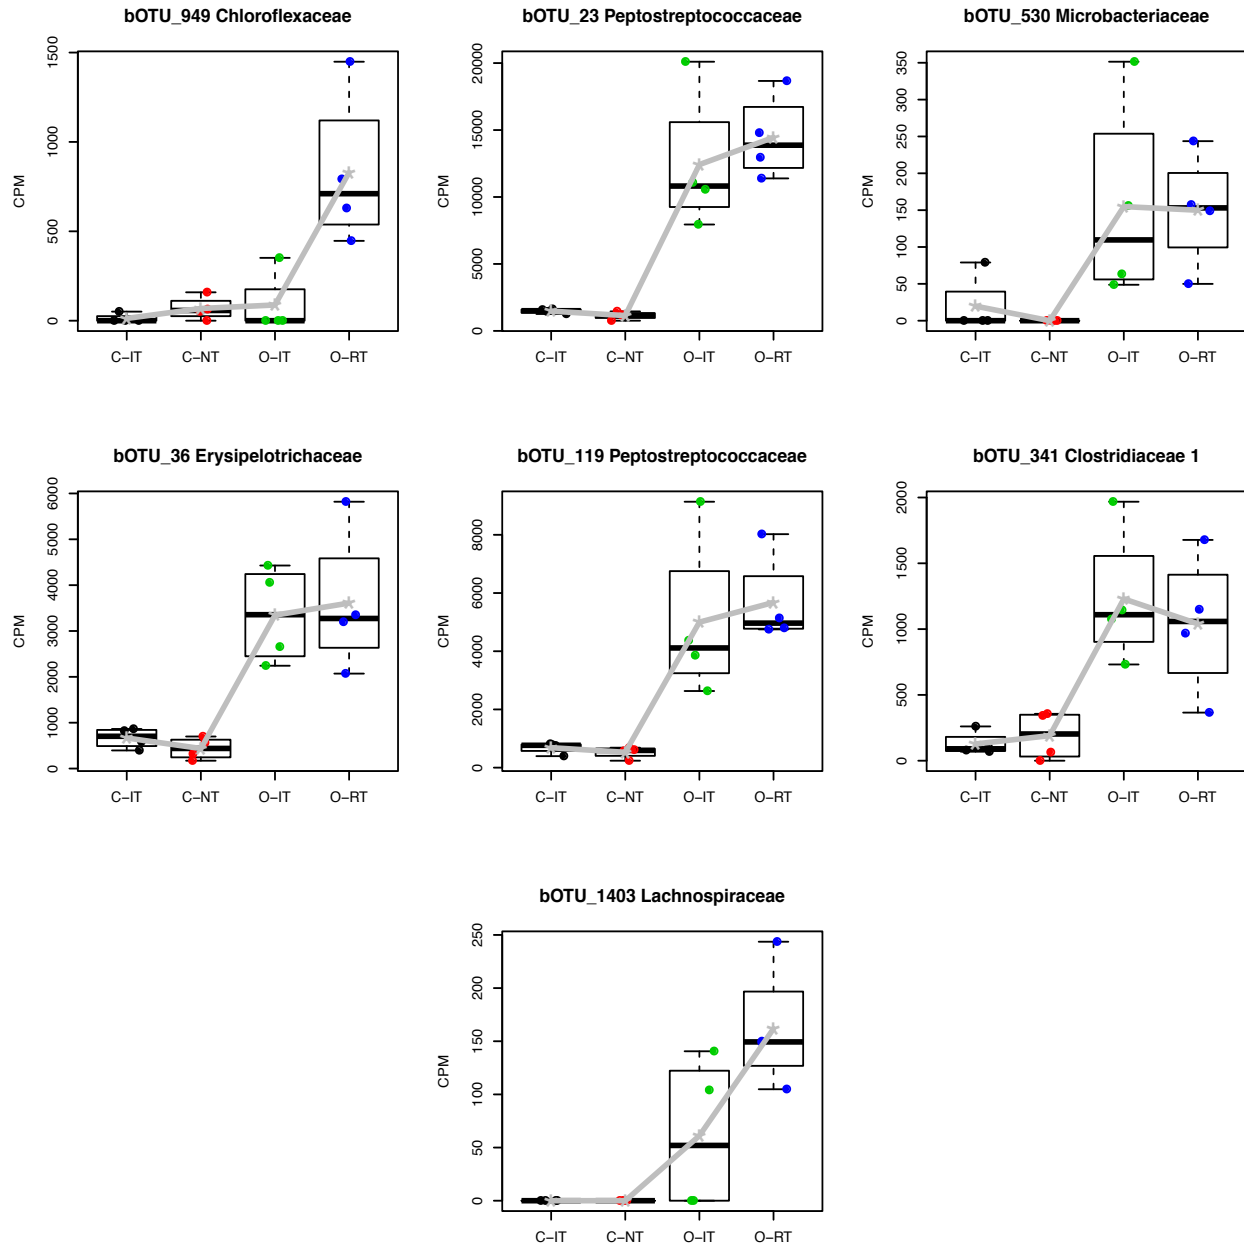 bOTU_949 Chloroflexaceae
CPM
0
500
1000
1500
C−IT C−NT O−IT O−RT
bOTU_23 Peptostreptococcaceae
CPM
0
5000
10000
15000
20000
C−IT C−NT O−IT O−RT
bOTU_530 Microbacteriaceae
CPM
0
50
100
150
200
250
300
350
C−IT C−NT O−IT O−RT
bOTU_36 Erysipelotrichaceae
CPM
0
1000
2000
3000
4000
5000
6000
C−IT C−NT O−IT O−RT
bOTU_119 Peptostreptococcaceae
CPM
0
2000
4000
6000
8000
C−IT C−NT O−IT O−RT
bOTU_341 Clostridiaceae 1
CPM
0
500
1000
1500
2000
C−IT C−NT O−IT O−RT
bOTU_1403 Lachnospiraceae
CPM
0
50
100
150
200
250
C−IT C−NT O−IT O−RT